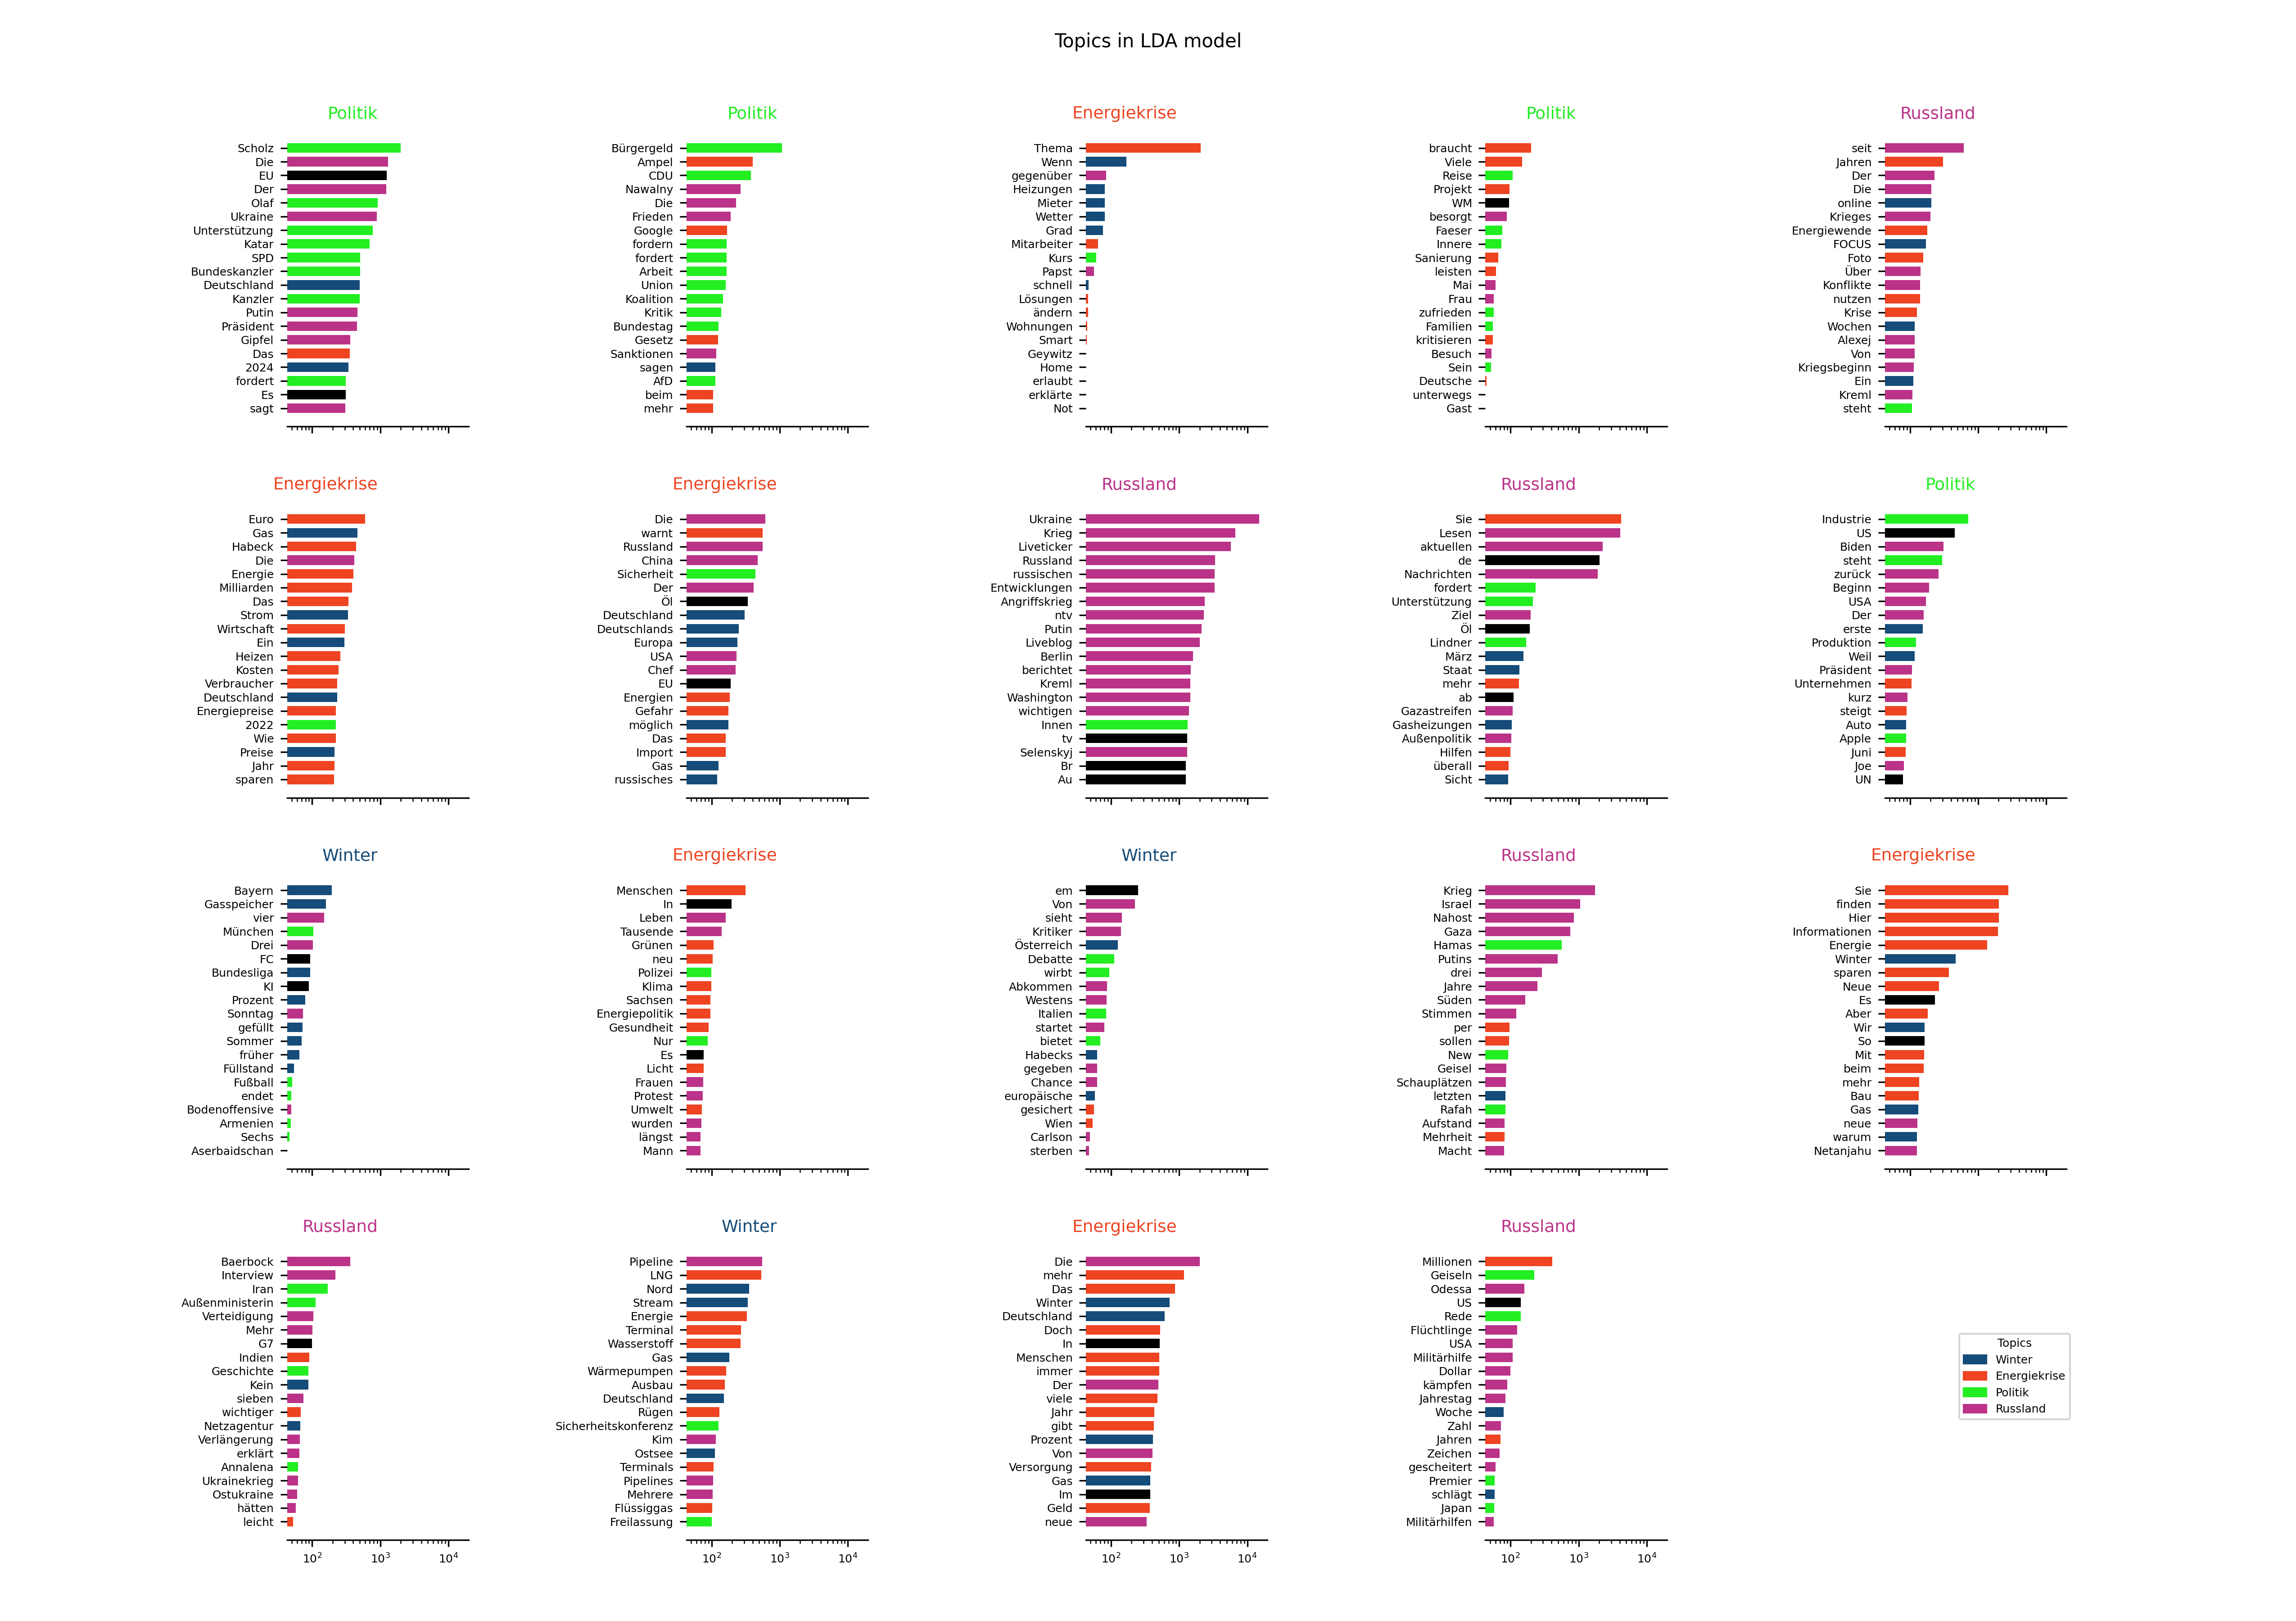 Topics in LDA model
Politik
Scholz
Die
EU
Der
Olaf
Ukraine
Unterstützung
Katar
SPD
Bundeskanzler
Deutschland
Kanzler
Putin
Präsident
Gipfel
Das
2024
fordert
Es
sagt
Politik
Bürgergeld
Ampel
CDU
Nawalny
Die
Frieden
Google
fordern
fordert
Arbeit
Union
Koalition
Kritik
Bundestag
Gesetz
Sanktionen
sagen
AfD
beim
mehr
Energiekrise
Thema
Wenn
gegenüber
Heizungen
Mieter
Wetter
Grad
Mitarbeiter
Kurs
Papst
schnell
Lösungen
ändern
Wohnungen
Smart
Geywitz
Home
erlaubt
erklärte
Not
Politik
braucht
Viele
Reise
Projekt
WM
besorgt
Faeser
Innere
Sanierung
leisten
Mai
Frau
zufrieden
Familien
kritisieren
Besuch
Sein
Deutsche
unterwegs
Gast
Russland
seit
Jahren
Der
Die
online
Krieges
Energiewende
FOCUS
Foto
Über
Konflikte
nutzen
Krise
Wochen
Alexej
Von
Kriegsbeginn
Ein
Kreml
steht
Energiekrise
Euro
Gas
Habeck
Die
Energie
Milliarden
Das
Strom
Wirtschaft
Ein
Heizen
Kosten
Verbraucher
Deutschland
Energiepreise
2022
Wie
Preise
Jahr
sparen
Energiekrise
Die
warnt
Russland
China
Sicherheit
Der
Öl
Deutschland
Deutschlands
Europa
USA
Chef
EU
Energien
Gefahr
möglich
Das
Import
Gas
russisches
Russland
Ukraine
Krieg
Liveticker
Russland
russischen
Entwicklungen
Angriffskrieg
ntv
Putin
Liveblog
Berlin
berichtet
Kreml
Washington
wichtigen
Innen
tv
Selenskyj
Br
Au
Russland
Sie
Lesen
aktuellen
de
Nachrichten
fordert
Unterstützung
Ziel
Öl
Lindner
März
Staat
mehr
ab
Gazastreifen
Gasheizungen
Außenpolitik
Hilfen
überall
Sicht
Politik
Industrie
US
Biden
steht
zurück
Beginn
USA
Der
erste
Produktion
Weil
Präsident
Unternehmen
kurz
steigt
Auto
Apple
Juni
Joe
UN
Winter
Bayern
Gasspeicher
vier
München
Drei
FC
Bundesliga
KI
Prozent
Sonntag
gefüllt
Sommer
früher
Füllstand
Fußball
endet
Bodenoffensive
Armenien
Sechs
Aserbaidschan
Energiekrise
Menschen
In
Leben
Tausende
Grünen
neu
Polizei
Klima
Sachsen
Energiepolitik
Gesundheit
Nur
Es
Licht
Frauen
Protest
Umwelt
wurden
längst
Mann
Winter
em
Von
sieht
Kritiker
Österreich
Debatte
wirbt
Abkommen
Westens
Italien
startet
bietet
Habecks
gegeben
Chance
europäische
gesichert
Wien
Carlson
sterben
Russland
Krieg
Israel
Nahost
Gaza
Hamas
Putins
drei
Jahre
Süden
Stimmen
per
sollen
New
Geisel
Schauplätzen
letzten
Rafah
Aufstand
Mehrheit
Macht
Energiekrise
Sie
finden
Hier
Informationen
Energie
Winter
sparen
Neue
Es
Aber
Wir
So
Mit
beim
mehr
Bau
Gas
neue
warum
Netanjahu
Russland
Baerbock
Interview
Iran
Außenministerin
Verteidigung
Mehr
G7
Indien
Geschichte
Kein
sieben
wichtiger
Netzagentur
Verlängerung
erklärt
Annalena
Ukrainekrieg
Ostukraine
hätten
leicht
10² 10³ 10⁴
Winter
Pipeline
LNG
Nord
Stream
Energie
Terminal
Wasserstoff
Gas
Wärmepumpen
Ausbau
Deutschland
Rügen
Sicherheitskonferenz
Kim
Ostsee
Terminals
Pipelines
Mehrere
Flüssiggas
Freilassung
10² 10³ 10⁴
Energiekrise
Die
mehr
Das
Winter
Deutschland
Doch
In
Menschen
immer
Der
viele
Jahr
gibt
Prozent
Von
Versorgung
Gas
Im
Geld
neue
10² 10³ 10⁴
Russland
Millionen
Geiseln
Odessa
US
Rede
Flüchtlinge
USA
Militärhilfe
Dollar
kämpfen
Jahrestag
Woche
Zahl
Jahren
Zeichen
gescheitert
Premier
schlägt
Japan
Militärhilfen
10² 10³ 10⁴
Topics
Winter
Energiekrise
Politik
Russland